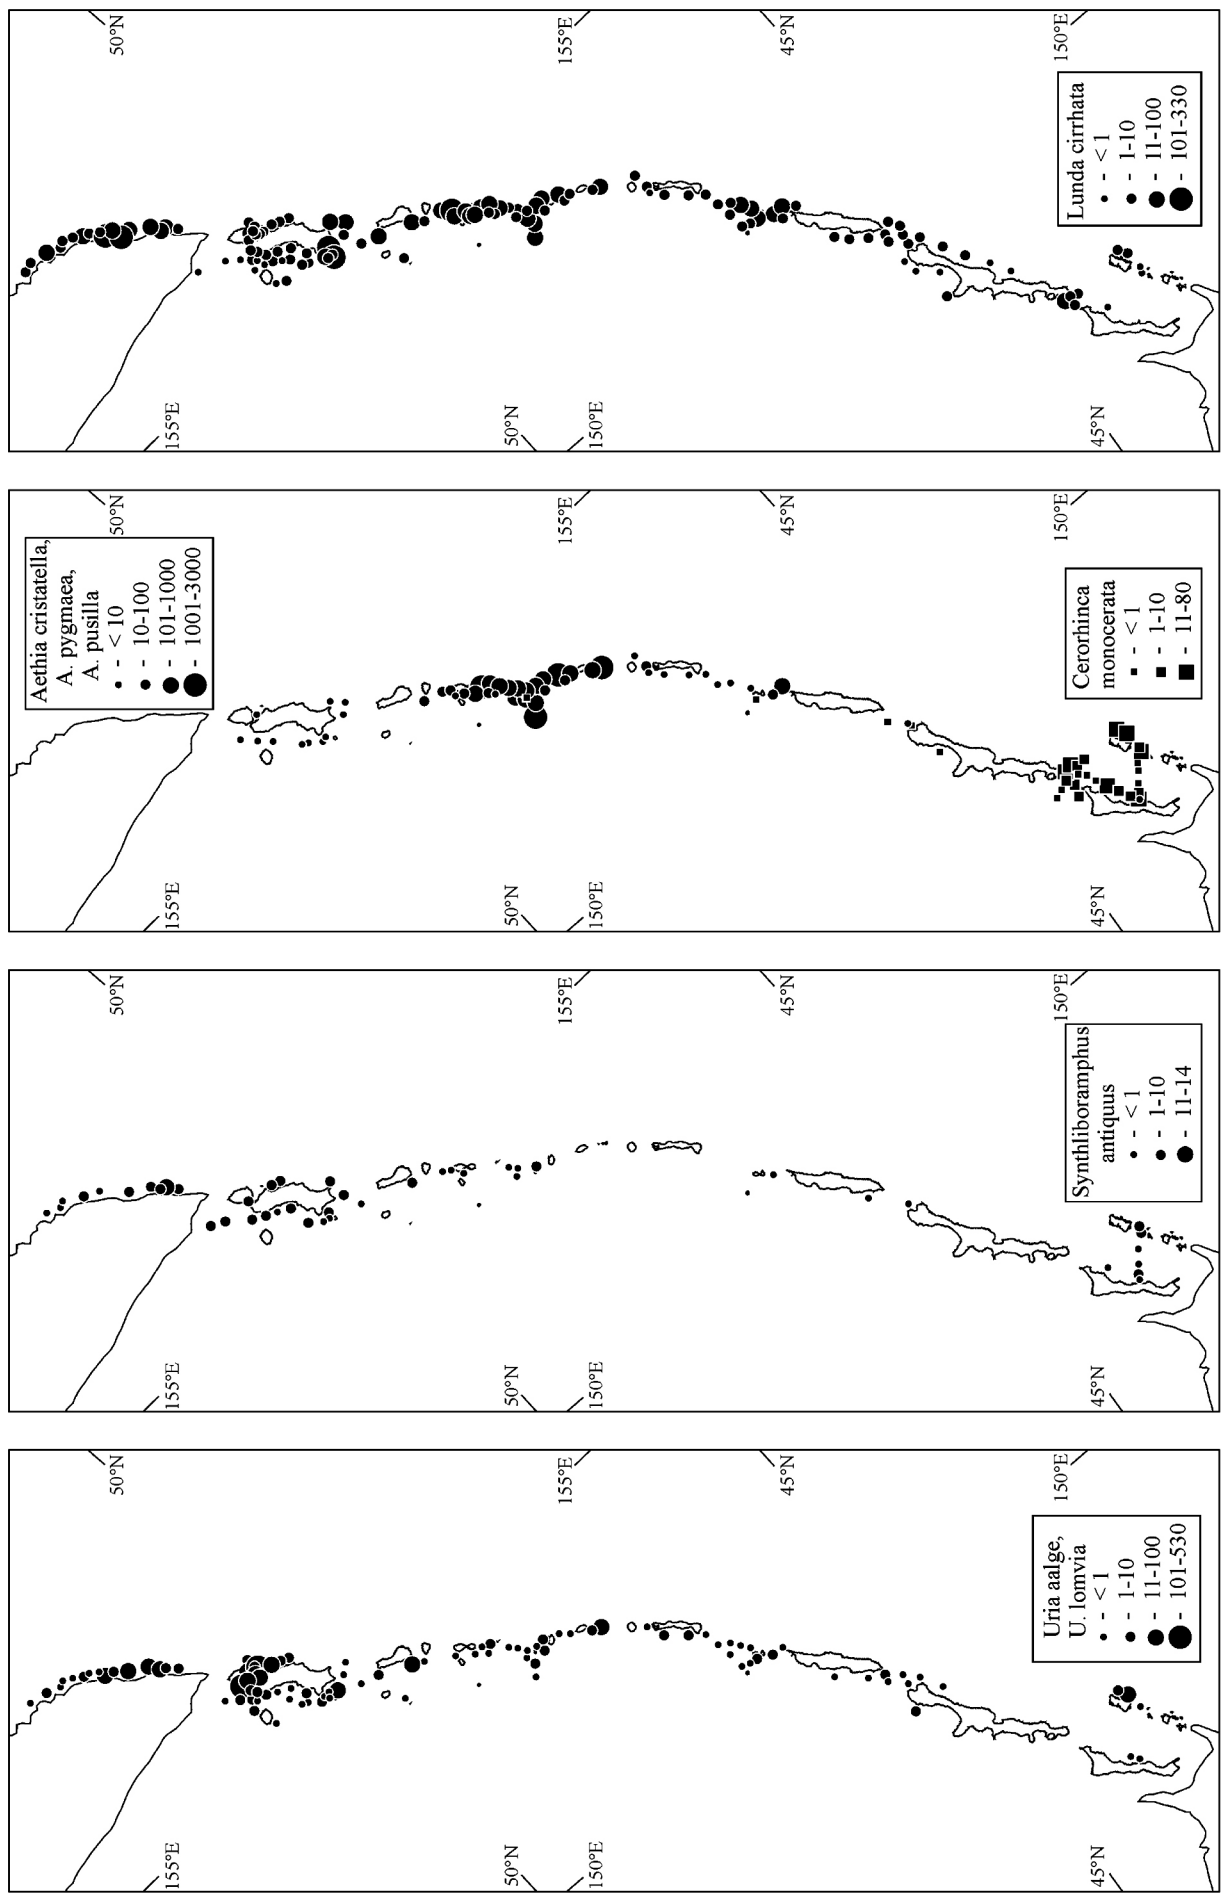 50°N
155°E
45°N
150°E
155°E
50°N
150°E
45°N
Lunda cirrhata
- < 1
- 1-10
- 11-100
- 101-330
50°N
155°E
45°N
150°E
155°E
50°N
150°E
45°N
Aethia cristatella,
A. pygmaea,
A. pusilla
- < 10
- 10-100
- 101-1000
- 1001-3000
Cerorhinca
monocerata
- < 1
- 1-10
- 11-80
50°N
155°E
45°N
150°E
155°E
50°N
150°E
45°N
Synthliboramphus
antiquus
- < 1
- 1-10
- 11-14
50°N
155°E
45°N
150°E
155°E
50°N
150°E
45°N
Uria aalge,
U. lomvia
- < 1
- 1-10
- 11-100
- 101-530